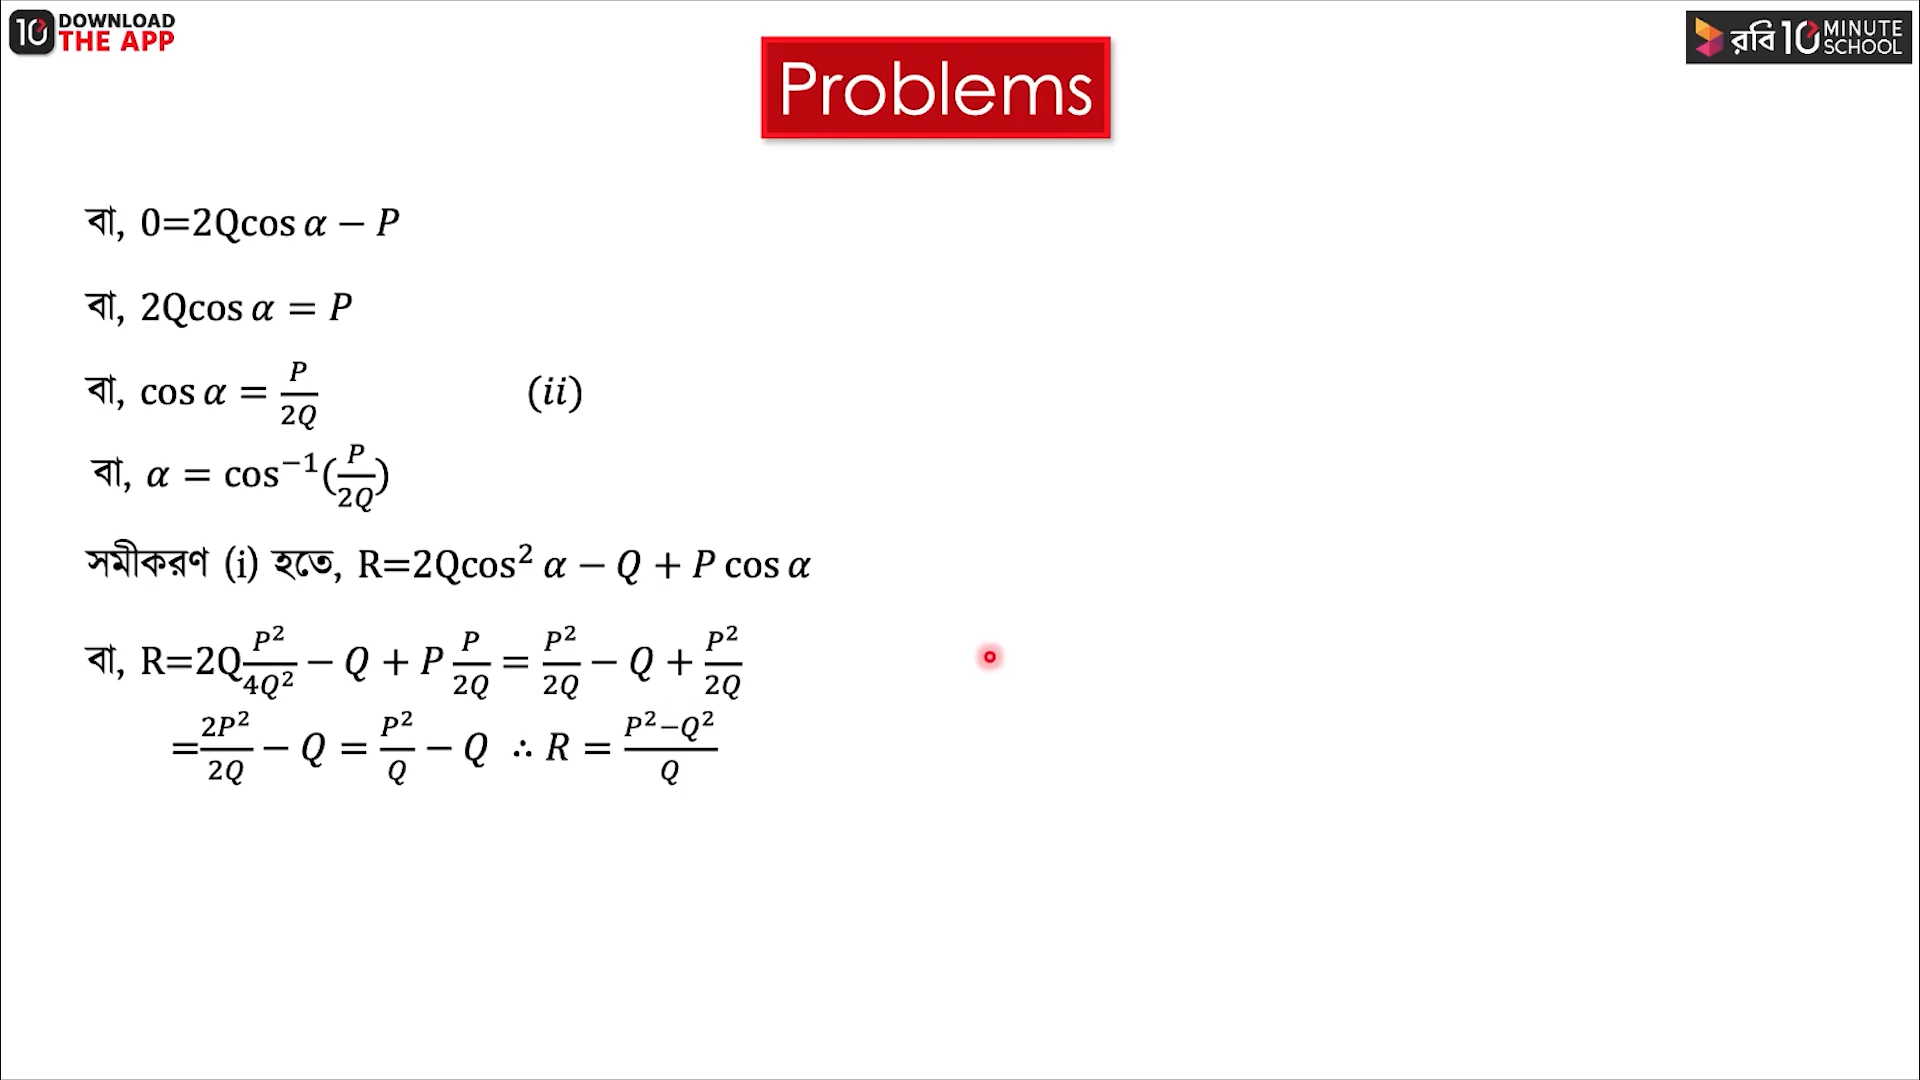 10 DOWNLOAD THE APP
রবি 10 MINUTE SCHOOL
Problems
বা, 0=2Qcos α − P
বা, 2Qcos α = P
বা, cos α = P/2Q (ii)
বা, α = cos⁻¹(P/2Q)
সমীকরণ (i) হতে, R=2Qcos² α − Q + P cos α
বা, R=2Q P²/4Q² − Q + P P/2Q = P²/2Q − Q + P²/2Q
=2P²/2Q − Q = P²/Q − Q ∴ R = P²−Q²/Q